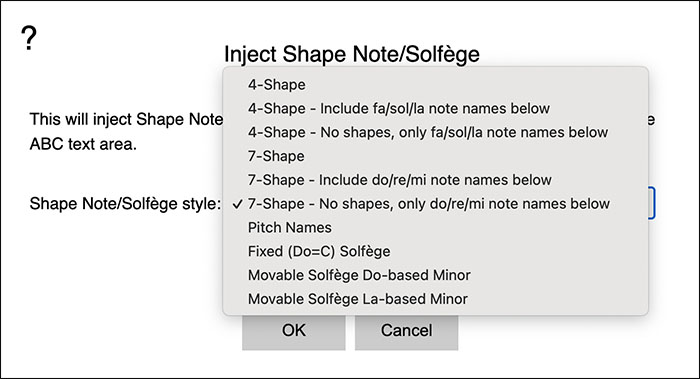 ?
Inject Shape Note/Solfège
4-Shape
4-Shape - Include fa/sol/la note names below
This will inject Shape Note
4-Shape - No shapes, only fa/sol/la note names below
ABC text area.
7-Shape
7-Shape - Include do/re/mi note names below
Shape Note/Solfège style: ✓ 7-Shape - No shapes, only do/re/mi note names below
Pitch Names
Fixed (Do=C) Solfège
Movable Solfège Do-based Minor
Movable Solfège La-based Minor
OK Cancel